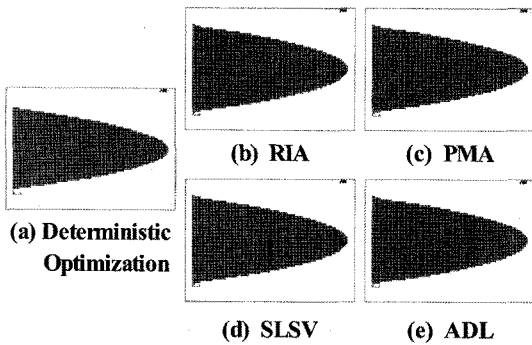 (a) Deterministic
Optimization
(b) RIA
(c) PMA
(d) SLSV
(e) ADL